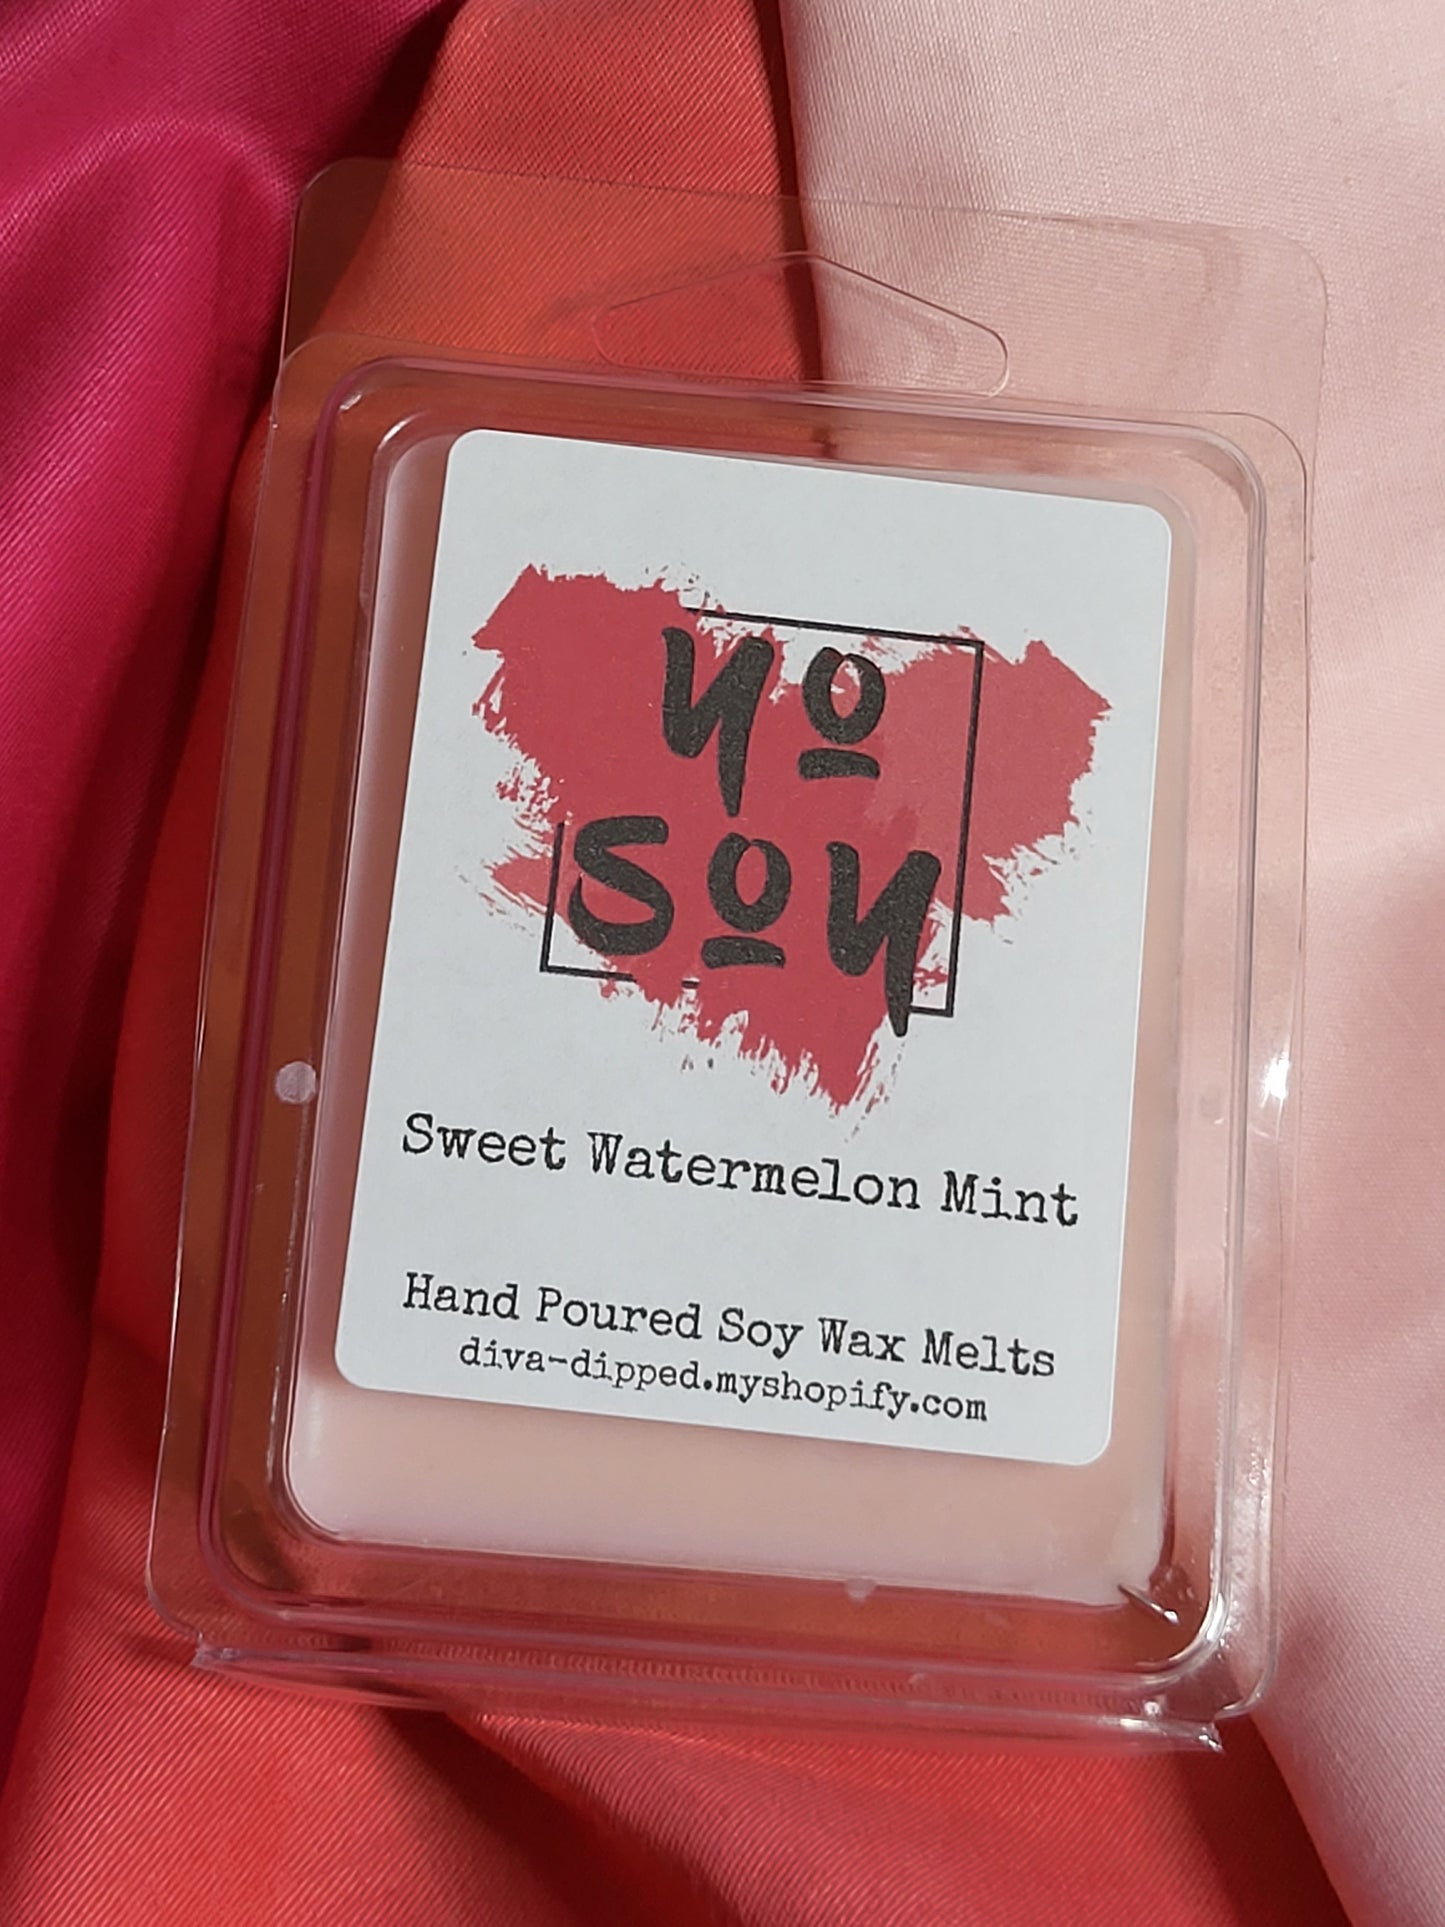 YO
SOY
Sweet Watermelon Mint
Hand Poured Soy Wax Melts
diva-dipped.myshopify.com